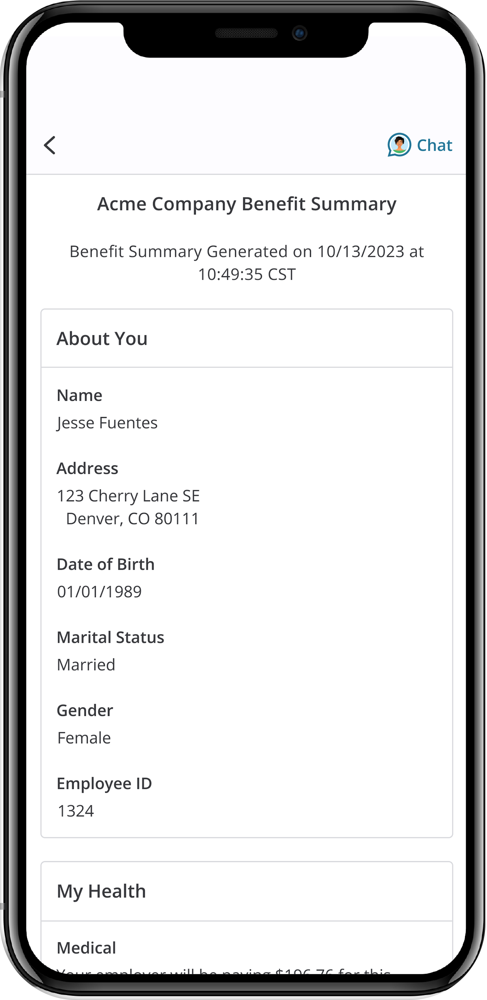 Chat
Acme Company Benefit Summary
Benefit Summary Generated on 10/13/2023 at
10:49:35 CST
About You
Name
Jesse Fuentes
Address
123 Cherry Lane SE
Denver, CO 80111
Date of Birth
01/01/1989
Marital Status
Married
Gender
Female
Employee ID
1324
My Health
Medical
Your employer will be paying $196.76 for this